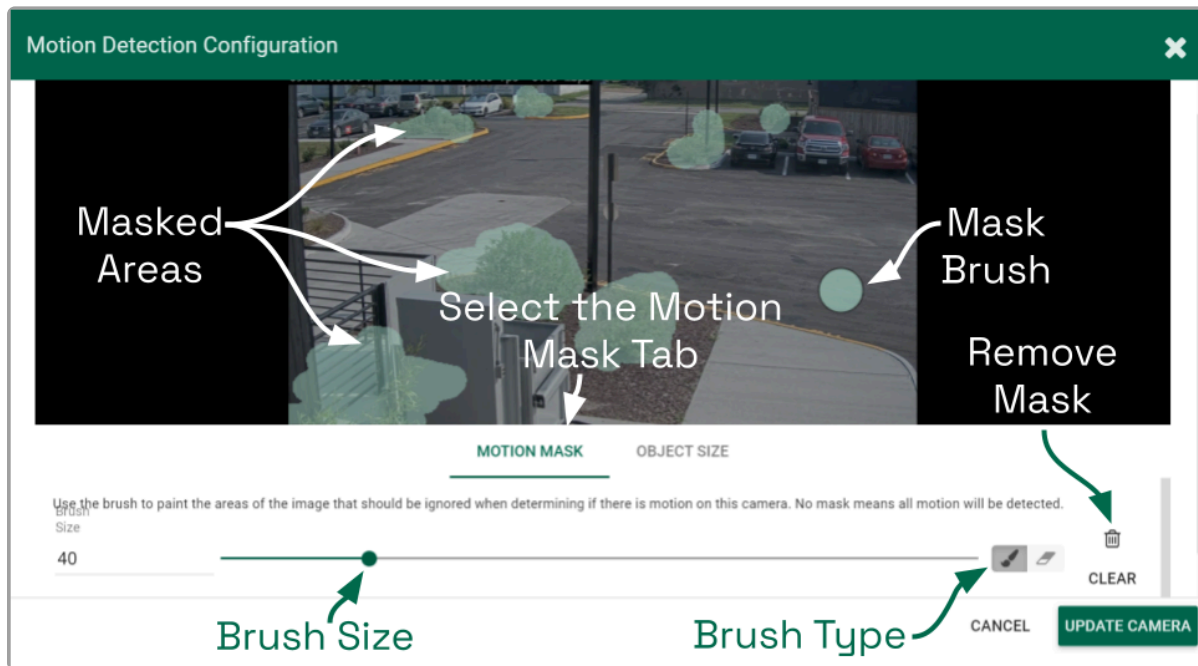 Motion Detection Configuration
Masked
Areas
Mask
Brush
Select the Motion
Mask Tab
Remove
Mask
MOTION MASK OBJECT SIZE
Use the brush to paint the areas of the image that should be ignored when determining if there is motion on this camera. No mask means all motion will be detected.
Brush
Size
40
CLEAR
Brush Size
Brush Type
CANCEL
UPDATE CAMERA